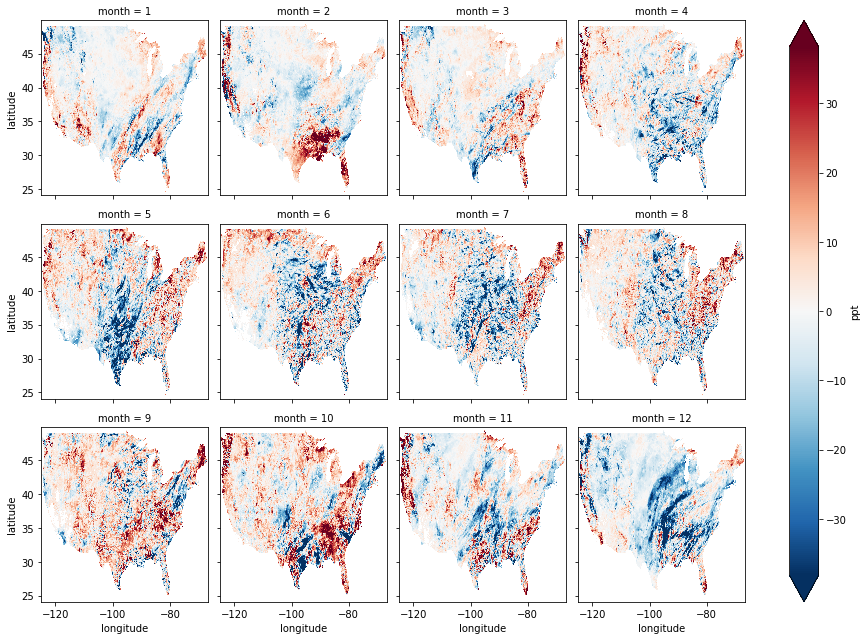 month = 1
month = 2
month = 3
month = 4
latitude
45
40
35
30
25
30
20
10
0
−10
−20
−30
ppt
month = 5
month = 6
month = 7
month = 8
latitude
45
40
35
30
25
month = 9
month = 10
month = 11
month = 12
latitude
45
40
35
30
25
−120 −100 −80
−120 −100 −80
−120 −100 −80
−120 −100 −80
longitude
longitude
longitude
longitude